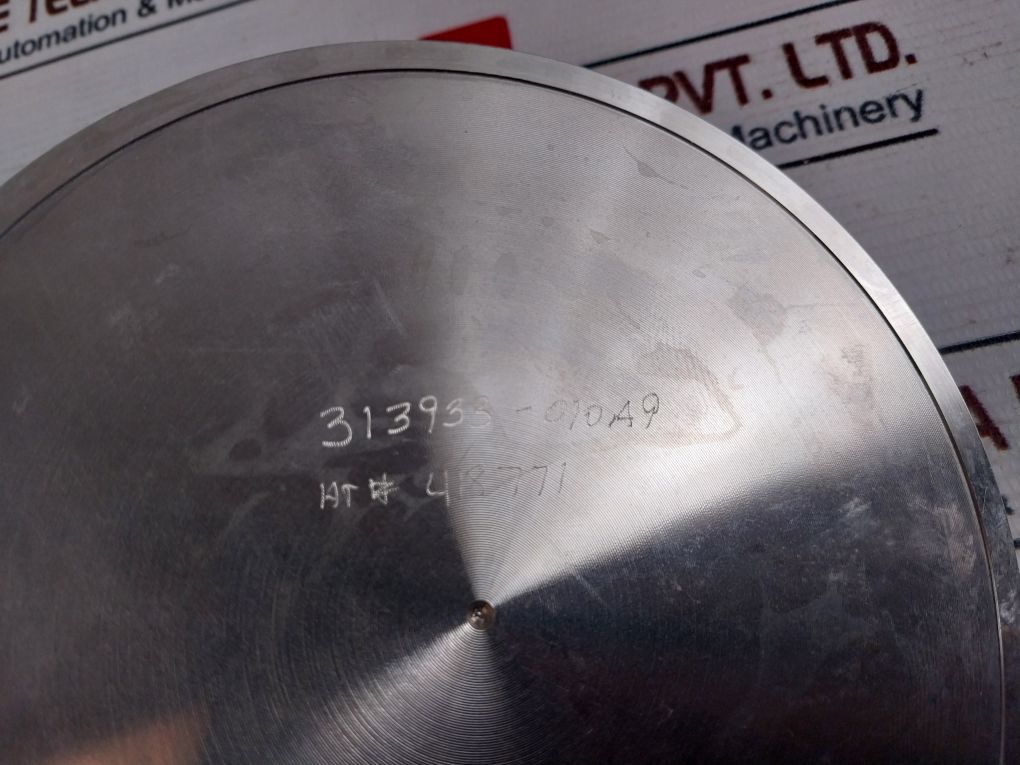 utomation & M
PVT. LTD.
Machinery
313933-010A9
HT # 418771